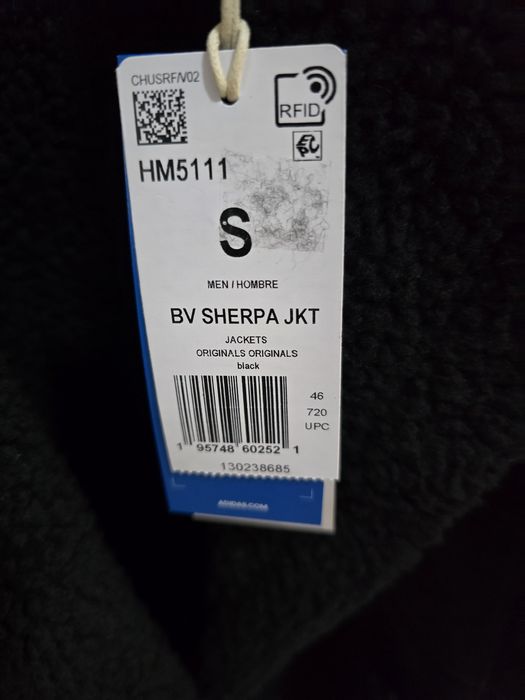 CHUSRF/V02
RFID
EPC
HM5111
S
MEN / HOMBRE
BV SHERPA JKT
JACKETS
ORIGINALS ORIGINALS
black
46
720
UPC
1 95748 60252 1
130238685
ADIDAS.COM